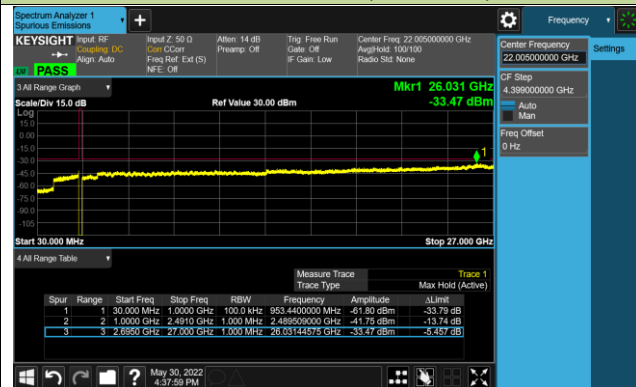 Spectrum Analyzer 1
Spurious Emissions
+
Frequency
KEYSIGHT
Input: RF
Coupling: DC
Align: Auto
Input Z: 50 Ω
Corr CCorr
Freq Ref: Ext (S)
NFE: Off
Atten: 14 dB
Preamp: Off
Trig: Free Run
Gate: Off
IF Gain: Low
Center Freq: 22.005000000 GHz
Avg|Hold: 100/100
Radio Std: None
PASS
Center Frequency
22.005000000 GHz
Settings
CF Step
4.399000000 GHz
Auto
Man
Freq Offset
0 Hz
3 All Range Graph
Mkr1 26.031 GHz
Scale/Div 15.0 dB
Ref Value 30.00 dBm
-33.47 dBm
Log
15.0
0.00
-15.0
-30.0
-45.0
-60.0
-75.0
-90.0
-105
1
Start 30.000 MHz
Stop 27.000 GHz
4 All Range Table
Measure Trace Trace 1
Trace Type Max Hold (Active)
Spur Range Start Freq Stop Freq RBW Frequency Amplitude ΔLimit
1 1 30.000 MHz 1.0000 GHz 100.0 kHz 953.4400000 MHz -61.80 dBm -33.79 dB
2 2 1.0000 GHz 2.4910 GHz 1.000 MHz 2.489509000 GHz -41.75 dBm -13.74 dB
3 3 2.6950 GHz 27.000 GHz 1.000 MHz 26.03144575 GHz -33.47 dBm -5.457 dB
?
May 30, 2022
4:37:59 PM